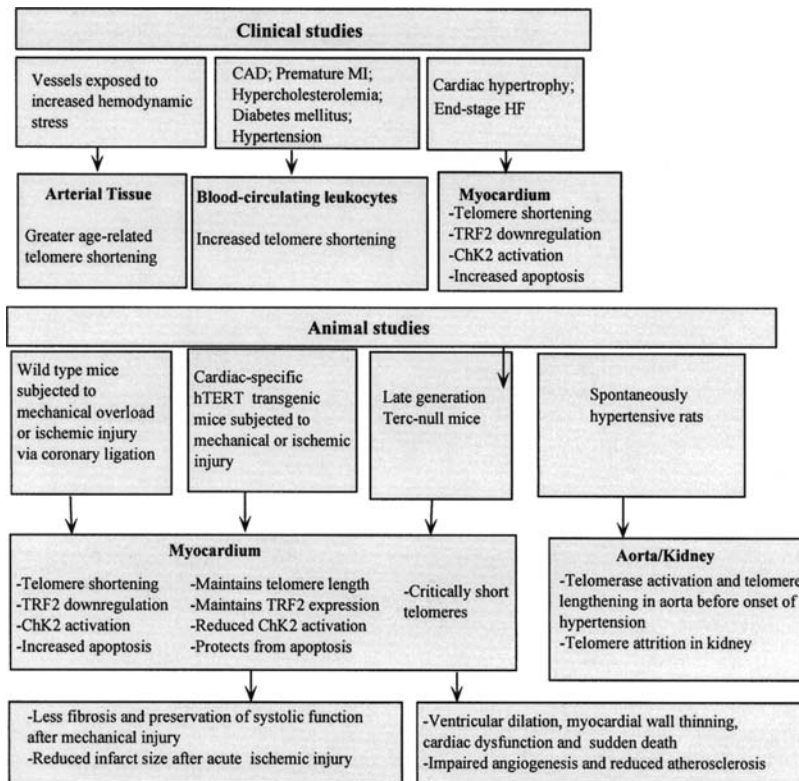 Clinical studies
Vessels exposed to
increased hemodynamic
stress
CAD; Premature MI;
Hypercholesterolemia;
Diabetes mellitus;
Hypertension
Cardiac hypertrophy;
End-stage HF
Arterial Tissue
Greater age-related
telomere shortening
Blood-circulating leukocytes
Increased telomere shortening
Myocardium
-Telomere shortening
-TRF2 downregulation
-ChK2 activation
-Increased apoptosis
Animal studies
Wild type mice
subjected to
mechanical overload
or ischemic injury
via coronary ligation
Cardiac-specific
hTERT transgenic
mice subjected to
mechanical or ischemic
injury
Late generation
Terc-null mice
Spontaneously
hypertensive rats
Myocardium
-Telomere shortening
-TRF2 downregulation
-ChK2 activation
-Increased apoptosis
-Maintains telomere length
-Maintains TRF2 expression
-Reduced ChK2 activation
-Protects from apoptosis
-Critically short
telomeres
Aorta/Kidney
-Telomerase activation and telomere
lengthening in aorta before onset of
hypertension
-Telomere attrition in kidney
-Less fibrosis and preservation of systolic function
after mechanical injury
-Reduced infarct size after acute ischemic injury
-Ventricular dilation, myocardial wall thinning,
cardiac dysfunction and sudden death
-Impaired angiogenesis and reduced atherosclerosis